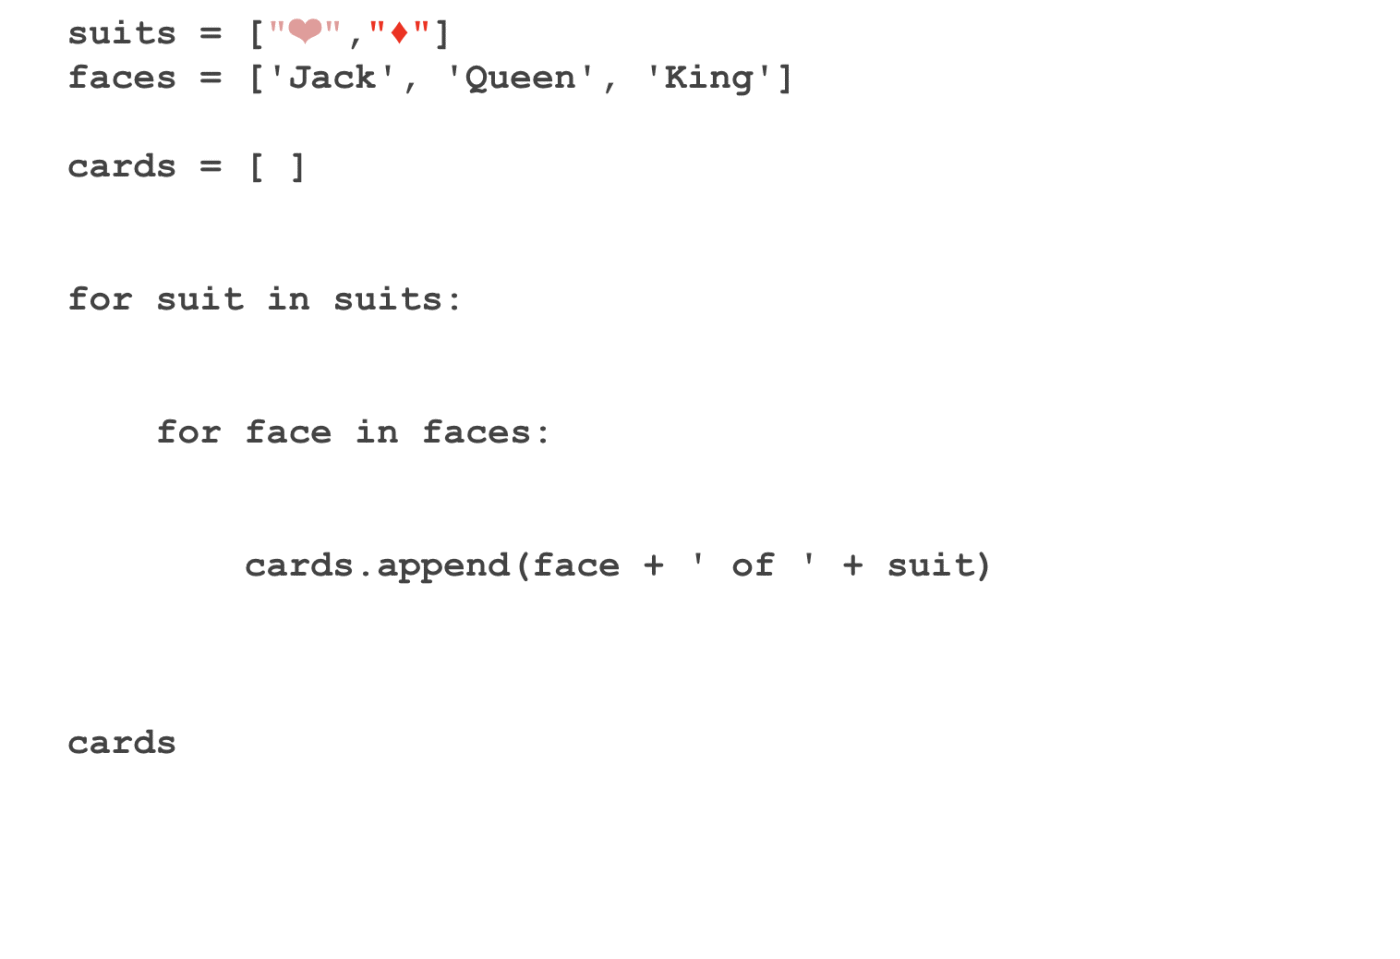 suits = ["❤","♦"]
faces = ['Jack', 'Queen', 'King']
cards = [ ]
for suit in suits:
    for face in faces:
        cards.append(face + ' of ' + suit)
cards